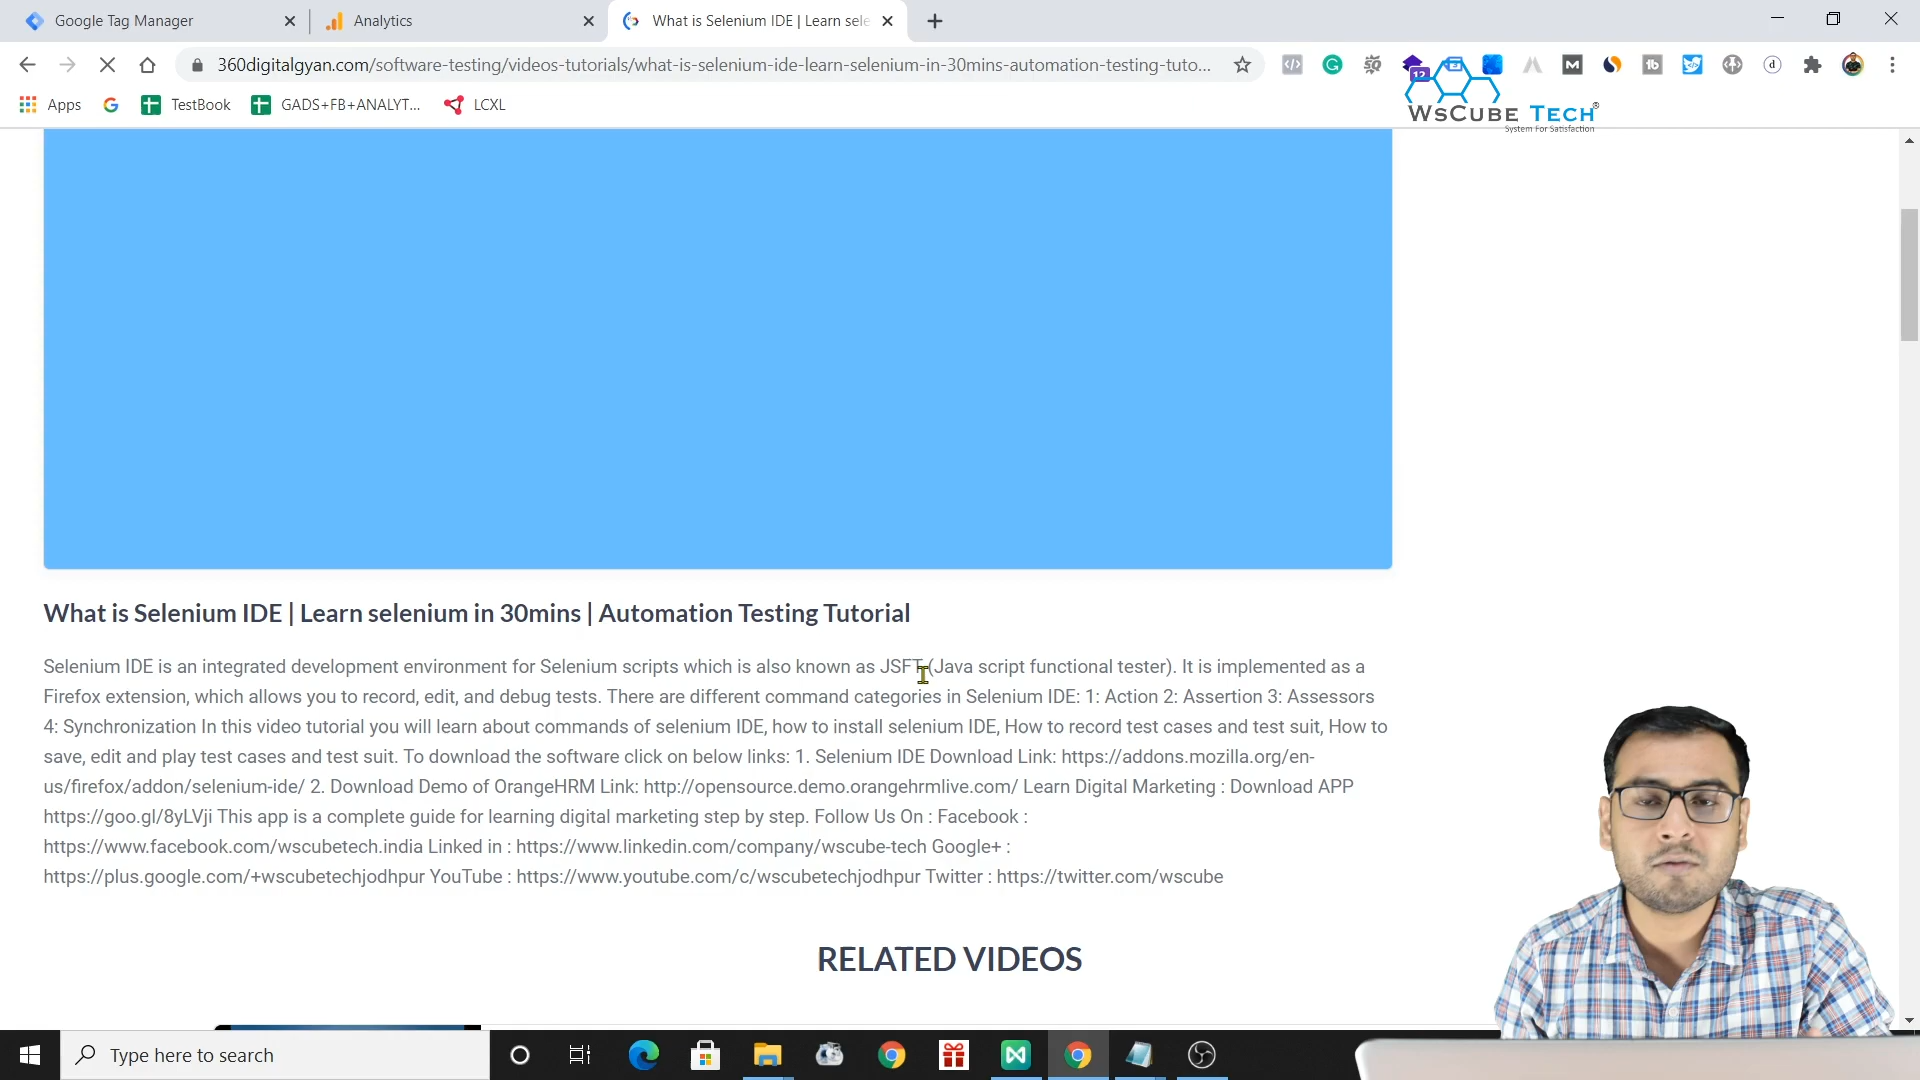 Google Tag Manager
Analytics
What is Selenium IDE | Learn sele
360digitalgyan.com/software-testing/videos-tutorials/what-is-selenium-ide-learn-selenium-in-30mins-automation-testing-tuto...
12
Apps
TestBook
GADS+FB+ANALYT...
LCXL
WsCUBE TECH®
System For Satisfaction
What is Selenium IDE | Learn selenium in 30mins | Automation Testing Tutorial
Selenium IDE is an integrated development environment for Selenium scripts which is also known as JSFT (Java script functional tester). It is implemented as a
Firefox extension, which allows you to record, edit, and debug tests. There are different command categories in Selenium IDE: 1: Action 2: Assertion 3: Assessors
4: Synchronization In this video tutorial you will learn about commands of selenium IDE, how to install selenium IDE, How to record test cases and test suit, How to
save, edit and play test cases and test suit. To download the software click on below links: 1. Selenium IDE Download Link: https://addons.mozilla.org/en-
us/firefox/addon/selenium-ide/ 2. Download Demo of OrangeHRM Link: http://opensource.demo.orangehrmlive.com/ Learn Digital Marketing : Download APP
https://goo.gl/8yLVji This app is a complete guide for learning digital marketing step by step. Follow Us On : Facebook :
https://www.facebook.com/wscubetech.india Linked in : https://www.linkedin.com/company/wscube-tech Google+ :
https://plus.google.com/+wscubetechjodhpur YouTube : https://www.youtube.com/c/wscubetechjodhpur Twitter : https://twitter.com/wscube
RELATED VIDEOS
Type here to search